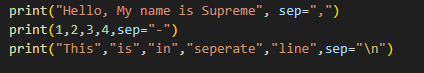 print("Hello, My name is Supreme", sep=",")
print(1,2,3,4,sep="-")
print("This","is","in","seperate","line",sep="\n")